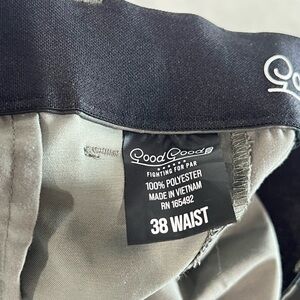 Good Good
FIGHTING FOR PAR
100% POLYESTER
MADE IN VIETNAM
RN 165492
38 WAIST